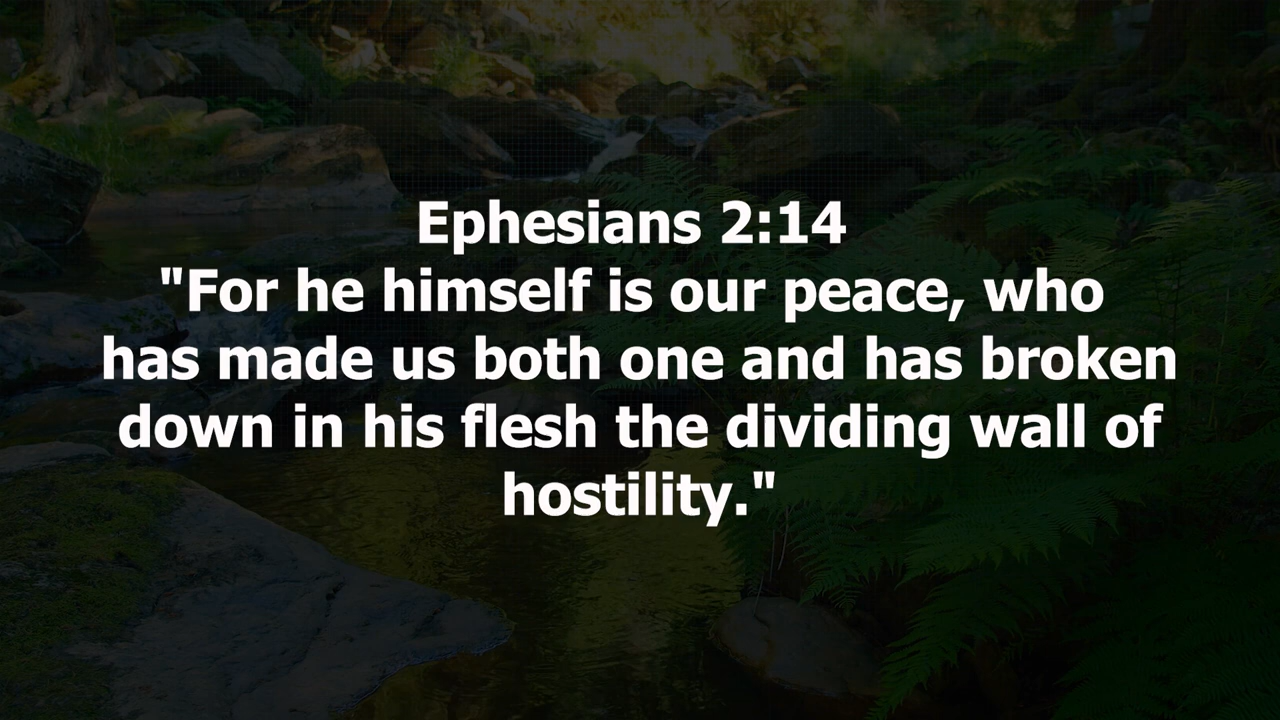 Ephesians 2:14
"For he himself is our peace, who
has made us both one and has broken
down in his flesh the dividing wall of
hostility."